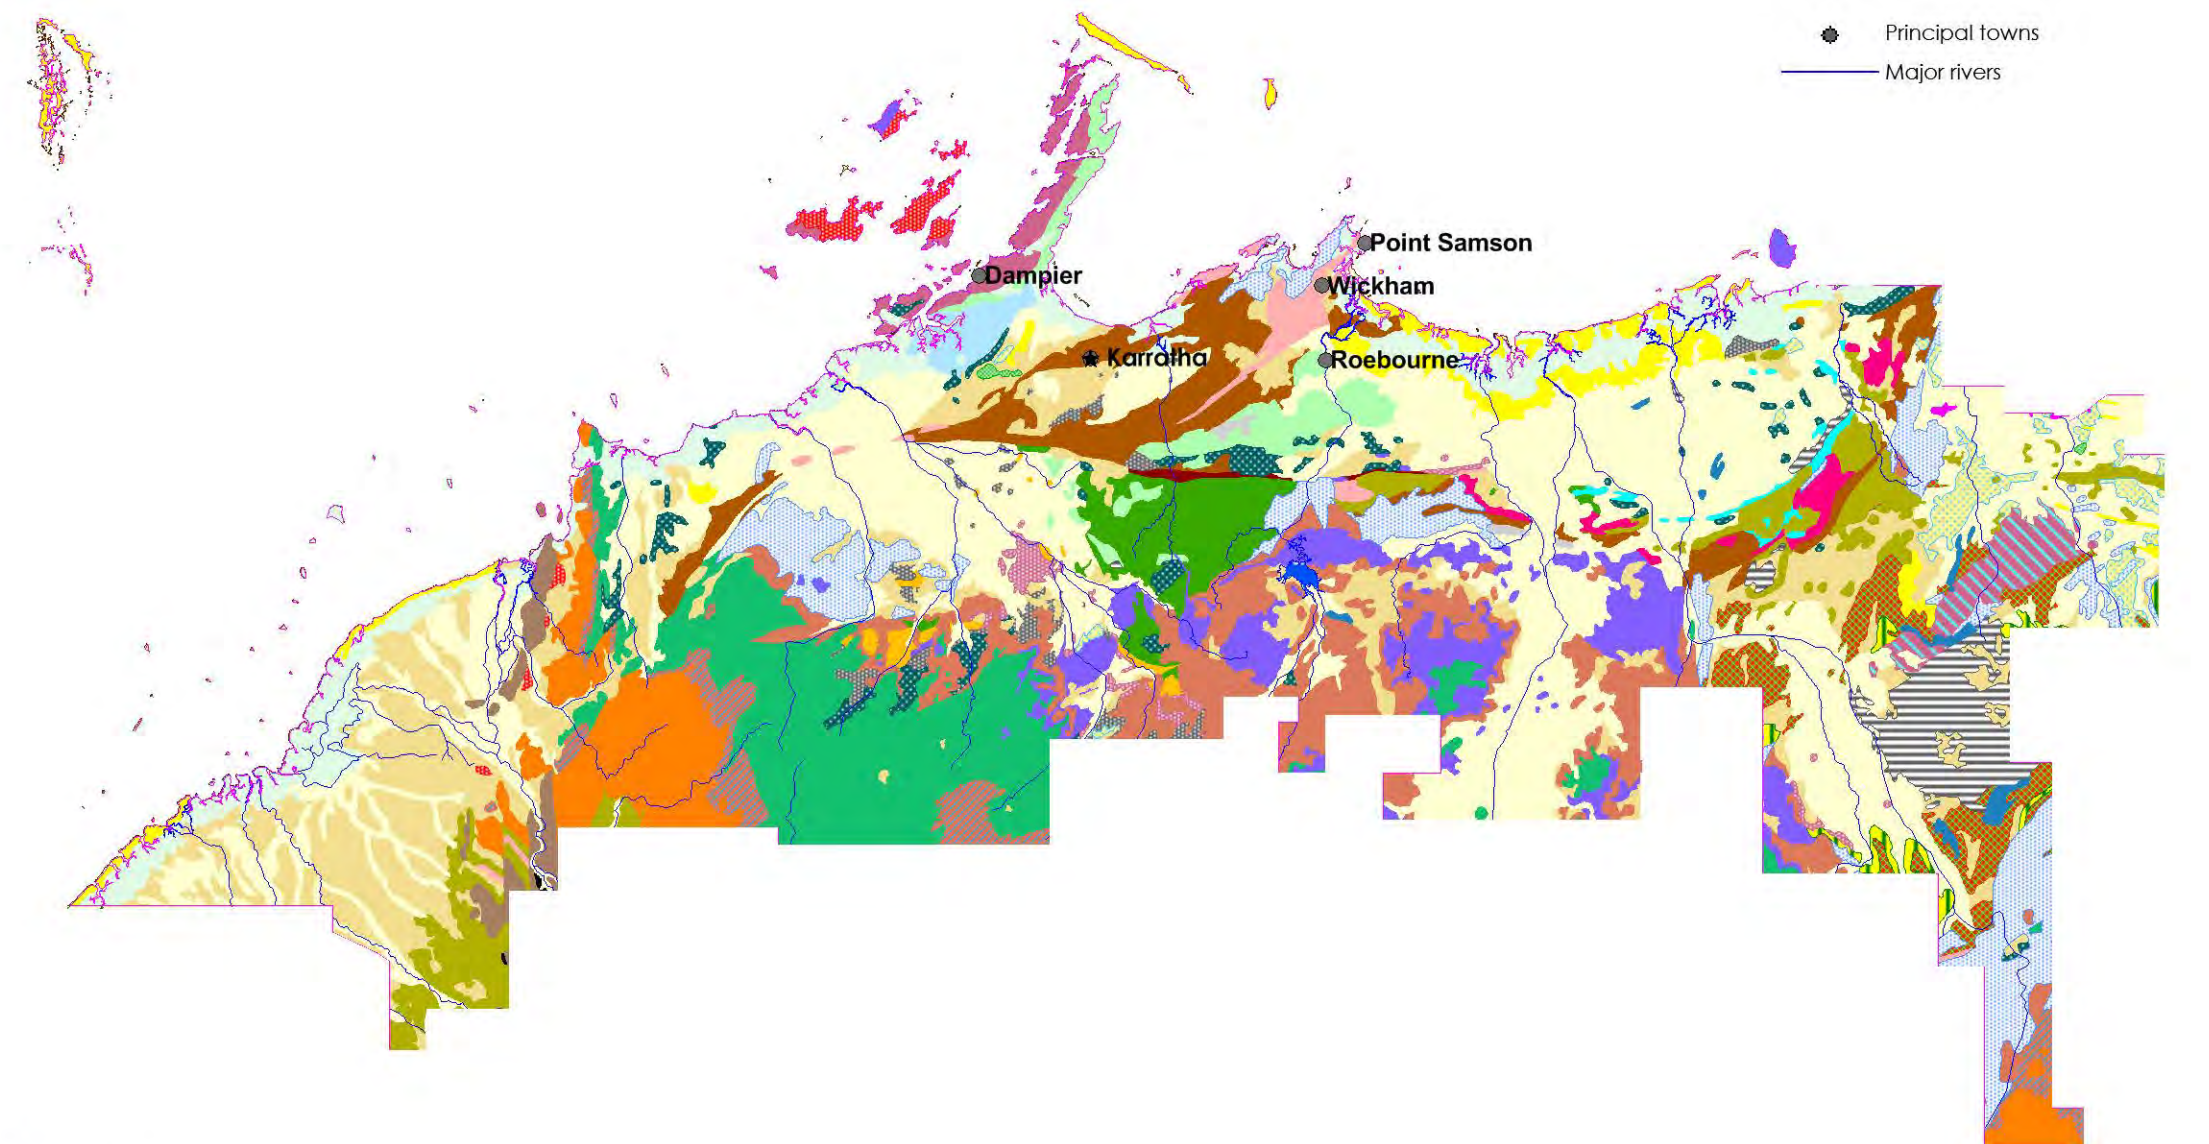 Principal towns
Major rivers
Point Samson
Dampier
Wickham
Karratha
Roebourne